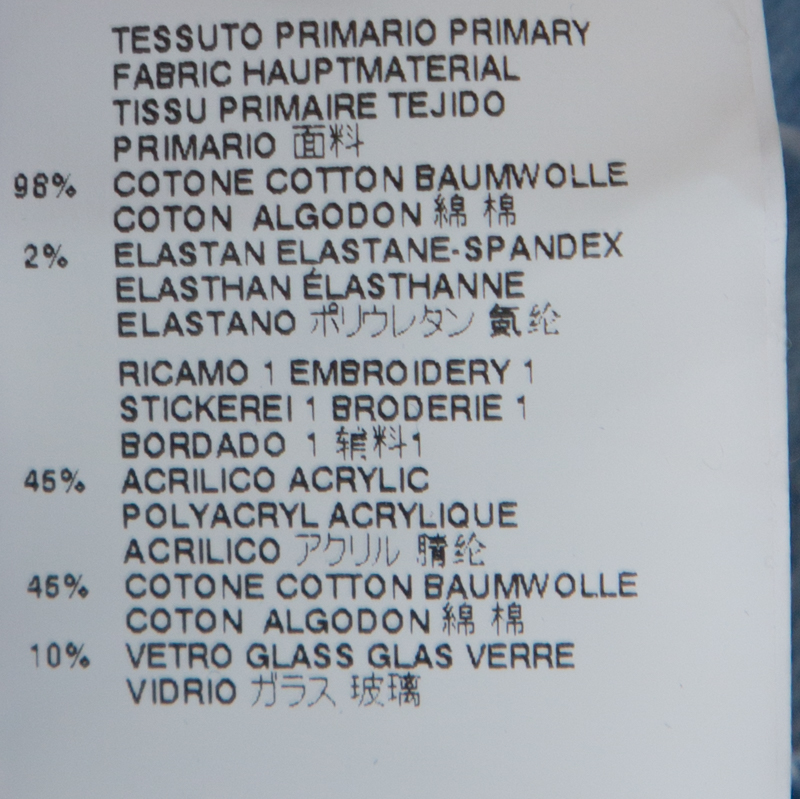 TESSUTO PRIMARIO PRIMARY
FABRIC HAUPTMATERIAL
TISSU PRIMAIRE TEJIDO
PRIMARIO 面料
98% COTONE COTTON BAUMWOLLE
COTON ALGODON 綿 棉
2% ELASTAN ELASTANE-SPANDEX
ELASTHAN ÉLASTHANNE
ELASTANO ポリウレタン 氨纶
RICAMO 1 EMBROIDERY 1
STICKEREI 1 BRODERIE 1
BORDADO 1 辅料1
45% ACRILICO ACRYLIC
POLYACRYL ACRYLIQUE
ACRILICO アクリル 腈纶
45% COTONE COTTON BAUMWOLLE
COTON ALGODON 綿 棉
10% VETRO GLASS GLAS VERRE
VIDRIO ガラス 玻璃